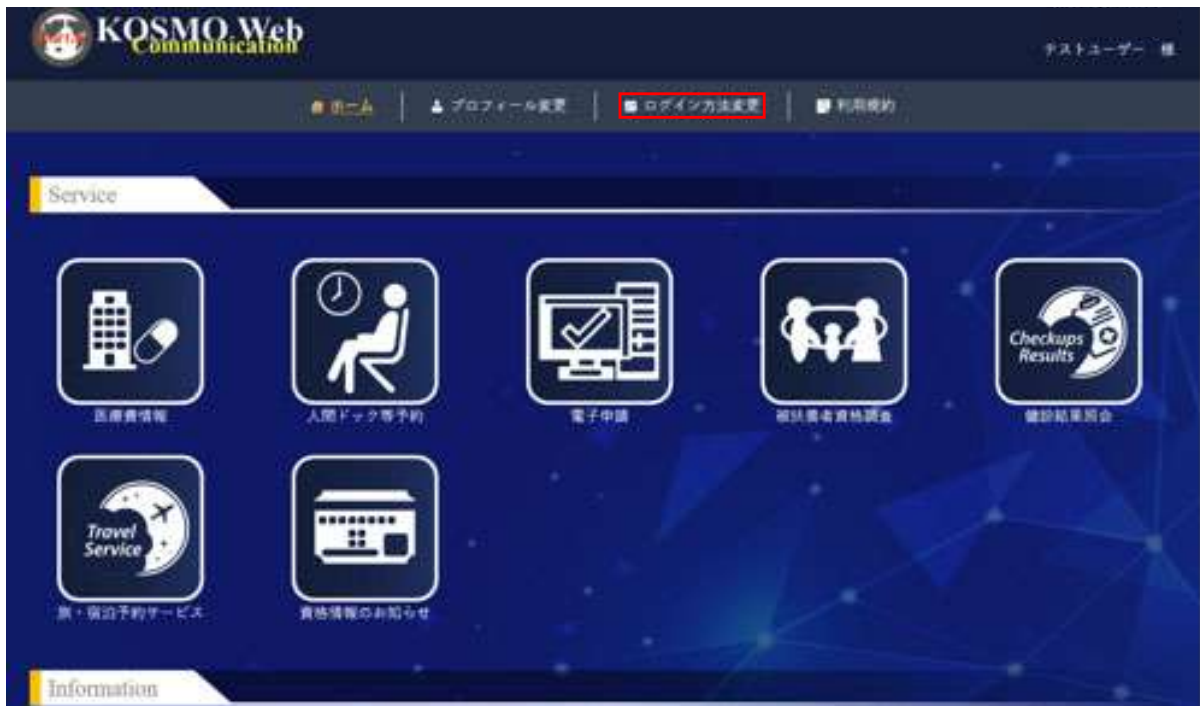 KOSMO Web
Communication
テストユーザー 様
ホーム
プロフィール変更
ログイン方法変更
利用規約
Service
医療費情報
人間ドック等予約
電子申請
被扶養者資格調査
Checkups
Results
健診結果照会
Travel
Service
旅・宿泊予約サービス
資格情報のお知らせ
Information